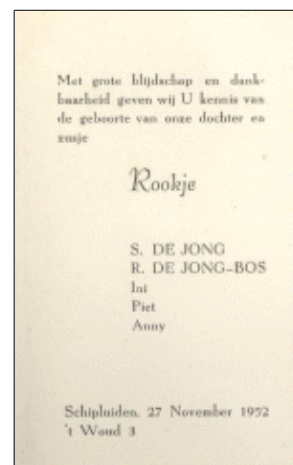 Met grote blijdschap en dank-
baarheid geven wij U kennis van
de geboorte van onze dochter en
zusje
Rookje
S. DE JONG
R. DE JONG-BOS
Ini
Piet
Anny
Schipluiden, 27 November 1952
't Woud 3